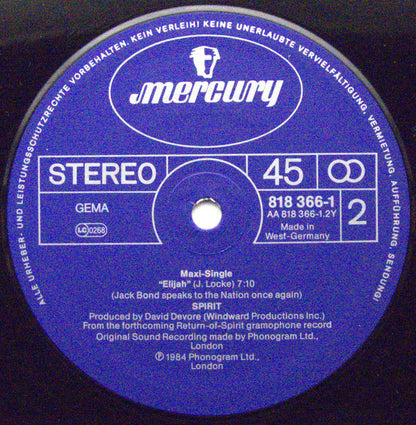 ALLE URHEBER- UND LEISTUNGSSCHUTZRECHTE VORBEHALTEN. KEIN VERLEIH! KEINE UNERLAUBTE VERVIELFÄLTIGUNG, VERMIETUNG, AUFFÜHRUNG, SENDUNG!
mercury
STEREO 45
GEMA 818 366-1
AA 818 366-1.2Y 2
LC 0268 Made in
West-Germany
Maxi-Single
"Elijah" (J. Locke) 7:10
(Jack Bond speaks to the Nation once again)
SPIRIT
Produced by David Devore (Windward Productions Inc.)
From the forthcoming Return-of-Spirit gramophone record
Original Sound Recording made by Phonogram Ltd.,
London
℗ 1984 Phonogram Ltd.,
London